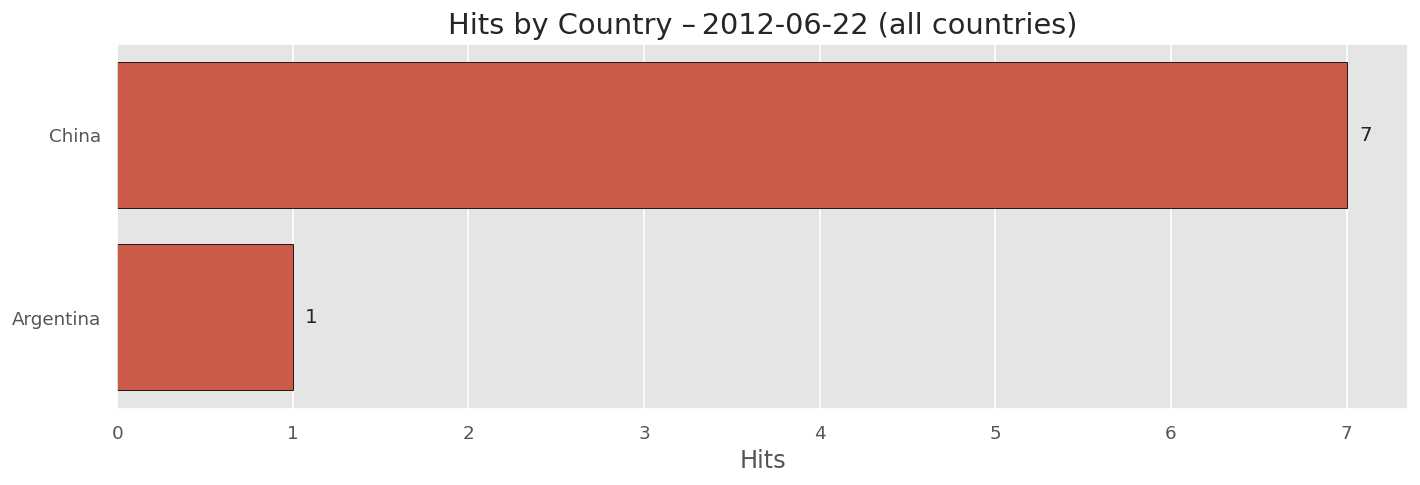 Hits by Country – 2012-06-22 (all countries)
China
7
Argentina
1
0 1 2 3 4 5 6 7
Hits